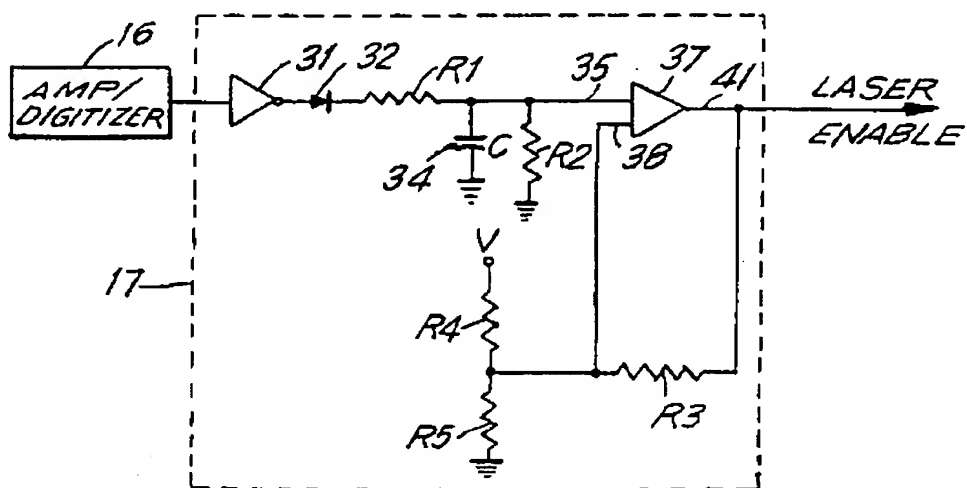 16
AMP/
DIGITIZER
31
32
R1
35
37
41
LASER
ENABLE
34
C
R2
38
V
17
R4
R3
R5